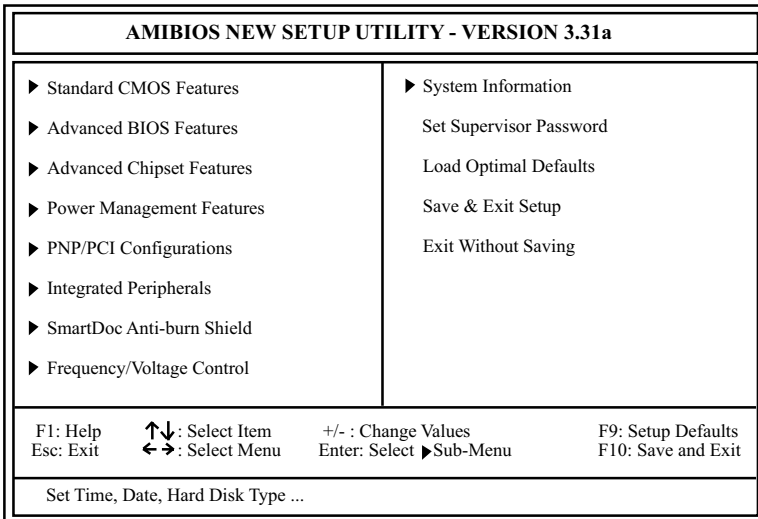 AMIBIOS NEW SETUP UTILITY - VERSION 3.31a
▶ Standard CMOS Features
▶ Advanced BIOS Features
▶ Advanced Chipset Features
▶ Power Management Features
▶ PNP/PCI Configurations
▶ Integrated Peripherals
▶ SmartDoc Anti-burn Shield
▶ Frequency/Voltage Control
▶ System Information
Set Supervisor Password
Load Optimal Defaults
Save & Exit Setup
Exit Without Saving
F1: Help ↑↓: Select Item +/- : Change Values F9: Setup Defaults
Esc: Exit ←→: Select Menu Enter: Select ▶Sub-Menu F10: Save and Exit
Set Time, Date, Hard Disk Type ...